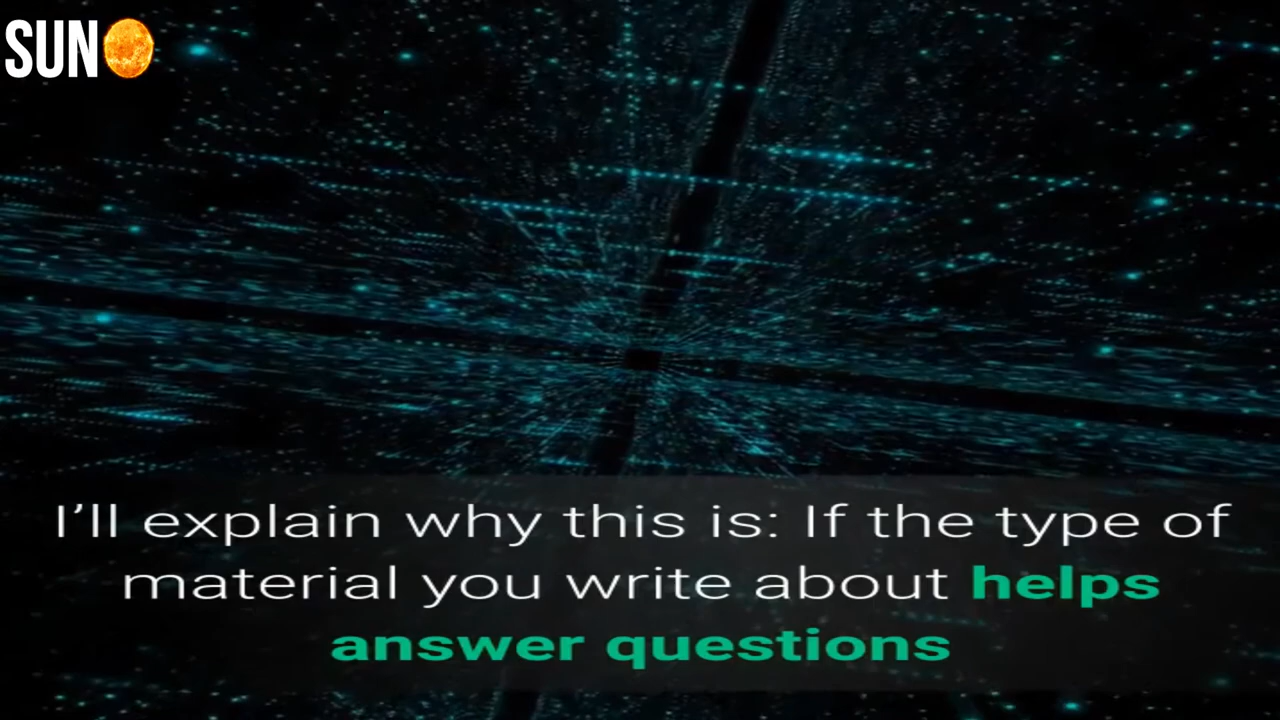 SUN
I’ll explain why this is: If the type of
material you write about helps
answer questions